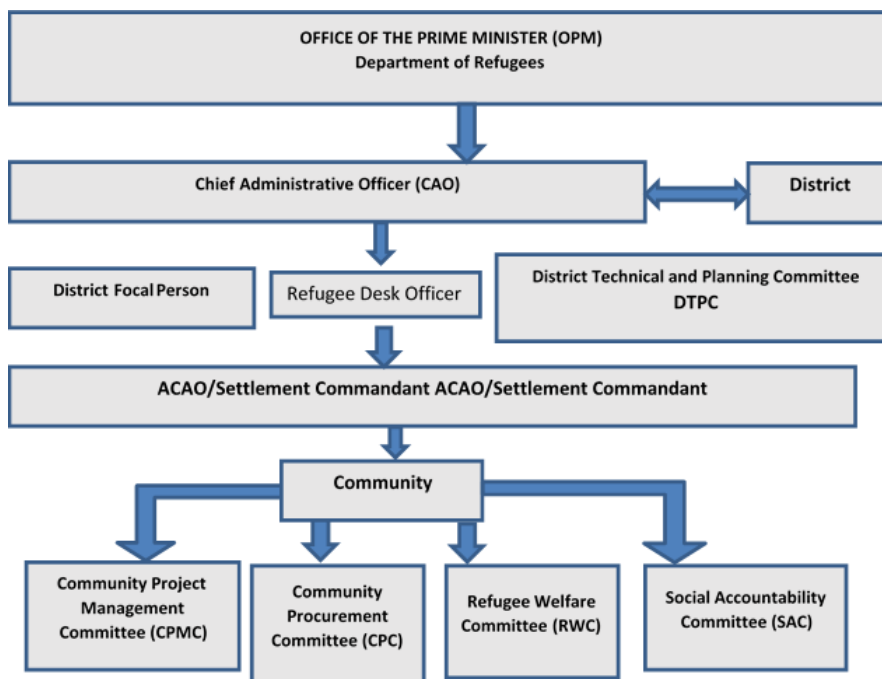 OFFICE OF THE PRIME MINISTER (OPM)
Department of Refugees
Chief Administrative Officer (CAO)
District
District Focal Person
Refugee Desk Officer
District Technical and Planning Committee
DTPC
ACAO/Settlement Commandant ACAO/Settlement Commandant
Community
Community Project
Management
Committee (CPMC)
Community
Procurement
Committee (CPC)
Refugee Welfare
Committee (RWC)
Social Accountability
Committee (SAC)